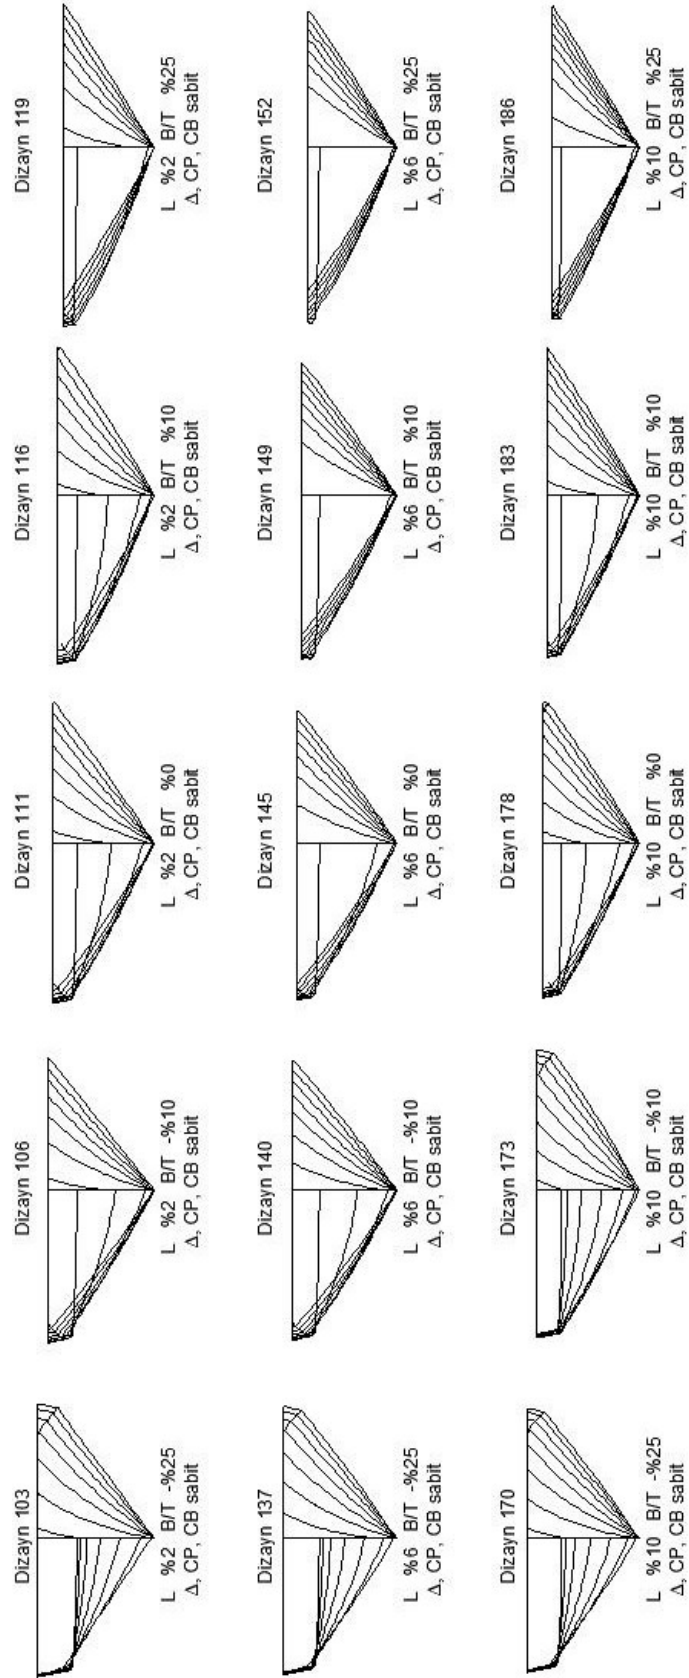 Dizayn 103
L %2 B/T -%25
Δ, CP, CB sabit
Dizayn 106
L %2 B/T -%10
Δ, CP, CB sabit
Dizayn 111
L %2 B/T %0
Δ, CP, CB sabit
Dizayn 116
L %2 B/T %10
Δ, CP, CB sabit
Dizayn 119
L %2 B/T %25
Δ, CP, CB sabit
Dizayn 137
L %6 B/T -%25
Δ, CP, CB sabit
Dizayn 140
L %6 B/T -%10
Δ, CP, CB sabit
Dizayn 145
L %6 B/T %0
Δ, CP, CB sabit
Dizayn 149
L %6 B/T %10
Δ, CP, CB sabit
Dizayn 152
L %6 B/T %25
Δ, CP, CB sabit
Dizayn 170
L %10 B/T -%25
Δ, CP, CB sabit
Dizayn 173
L %10 B/T -%10
Δ, CP, CB sabit
Dizayn 178
L %10 B/T %0
Δ, CP, CB sabit
Dizayn 183
L %10 B/T %10
Δ, CP, CB sabit
Dizayn 186
L %10 B/T %25
Δ, CP, CB sabit